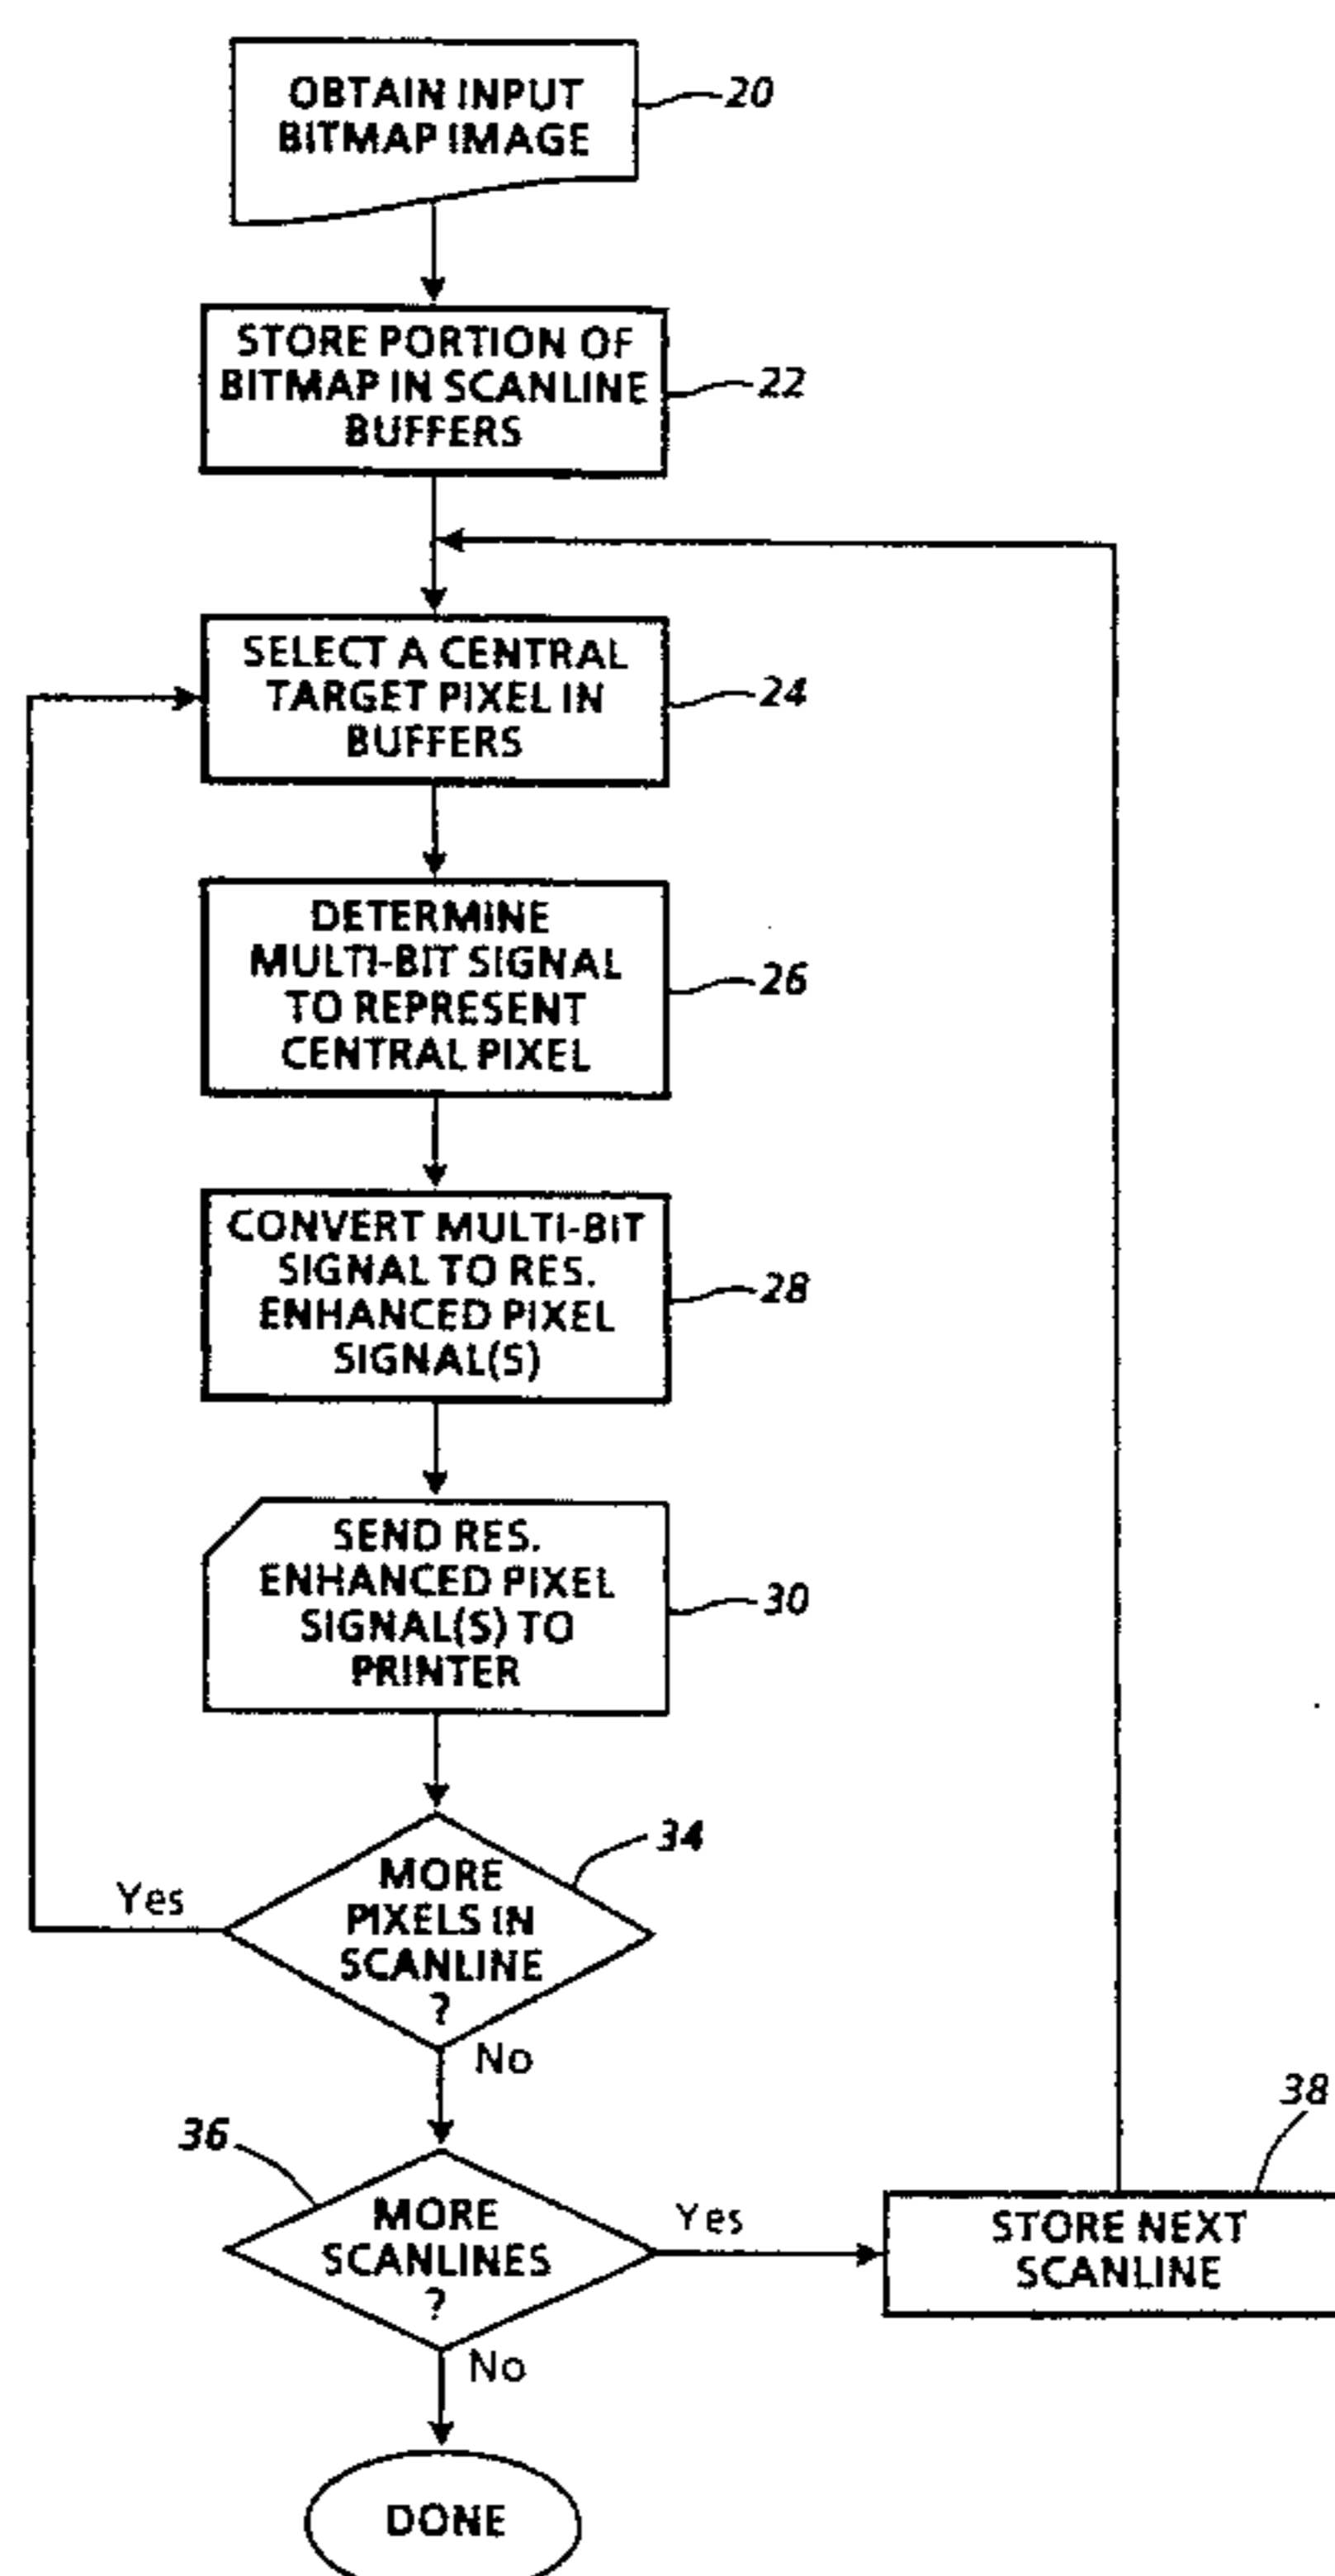 OBTAIN INPUT
BITMAP IMAGE
20
STORE PORTION OF
BITMAP IN SCANLINE
BUFFERS
22
SELECT A CENTRAL
TARGET PIXEL IN
BUFFERS
24
DETERMINE
MULTI-BIT SIGNAL
TO REPRESENT
CENTRAL PIXEL
26
CONVERT MULTI-BIT
SIGNAL TO RES.
ENHANCED PIXEL
SIGNAL(S)
28
SEND RES.
ENHANCED PIXEL
SIGNAL(S) TO
PRINTER
30
MORE
PIXELS IN
SCANLINE
?
34
Yes
No
36
MORE
SCANLINES
?
Yes
38
STORE NEXT
SCANLINE
No
DONE